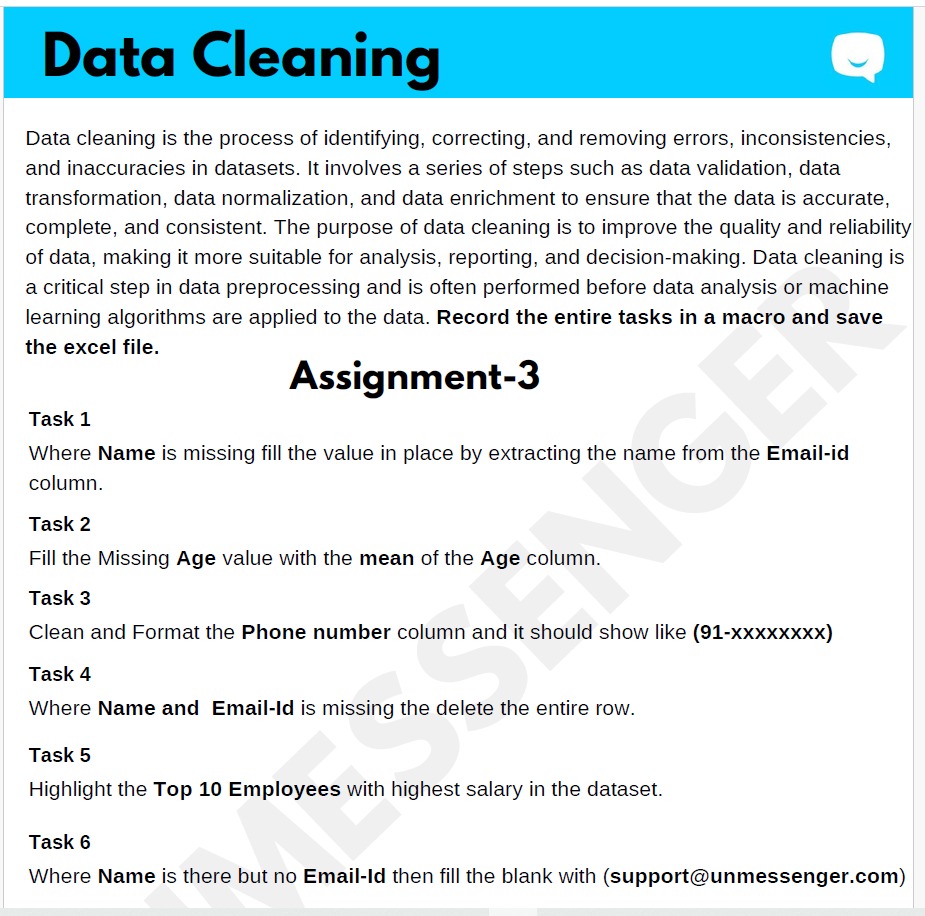 Data Cleaning
Data cleaning is the process of identifying, correcting, and removing errors, inconsistencies,
and inaccuracies in datasets. It involves a series of steps such as data validation, data
transformation, data normalization, and data enrichment to ensure that the data is accurate,
complete, and consistent. The purpose of data cleaning is to improve the quality and reliability
of data, making it more suitable for analysis, reporting, and decision-making. Data cleaning is
a critical step in data preprocessing and is often performed before data analysis or machine
learning algorithms are applied to the data. Record the entire tasks in a macro and save
the excel file.
Assignment-3
Task 1
Where Name is missing fill the value in place by extracting the name from the Email-id
column.
Task 2
Fill the Missing Age value with the mean of the Age column.
Task 3
Clean and Format the Phone number column and it should show like (91-xxxxxxxx)
Task 4
Where Name and  Email-Id is missing the delete the entire row.
Task 5
Highlight the Top 10 Employees with highest salary in the dataset.
Task 6
Where Name is there but no Email-Id then fill the blank with (support@unmessenger.com)
NMESSENGER